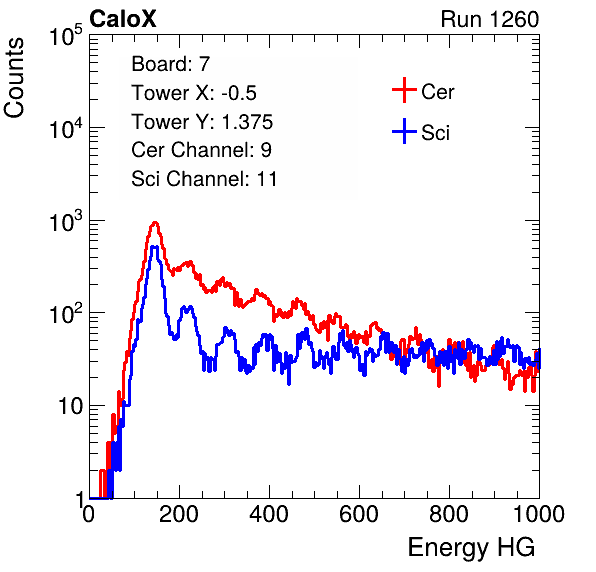 CaloX Run 1260
Counts
Board: 7
Tower X: -0.5
Tower Y: 1.375
Cer Channel: 9
Sci Channel: 11
Cer
Sci
10^5
10^4
10^3
10^2
10
1
0 200 400 600 800 1000
Energy HG